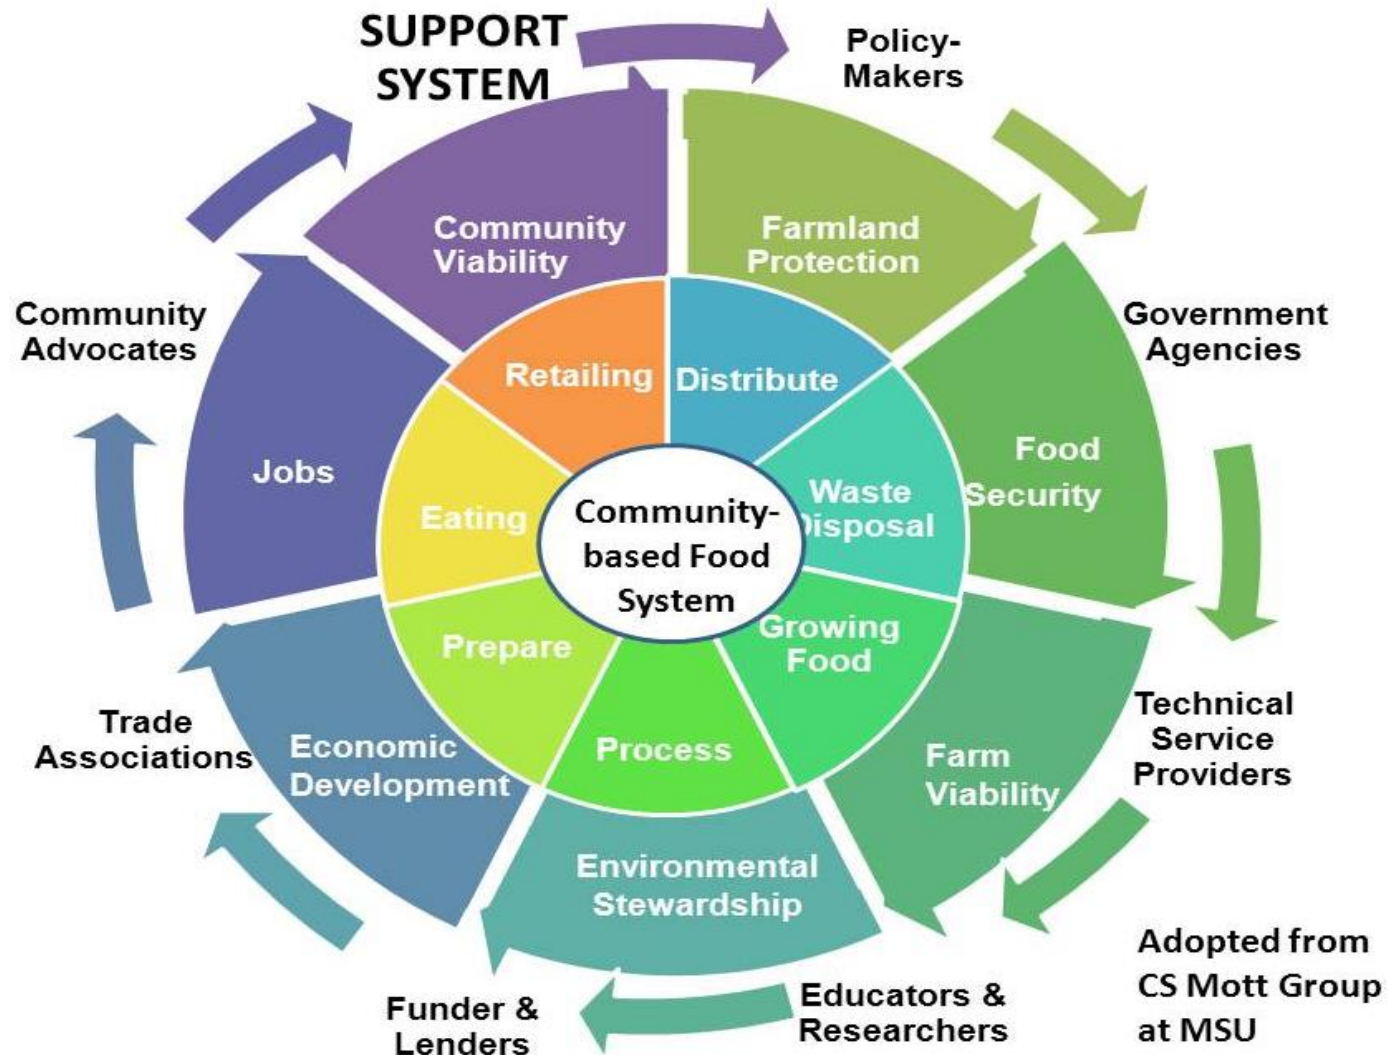 SUPPORT
SYSTEM
Policy-
Makers
Government
Agencies
Technical
Service
Providers
Educators &
Researchers
Funder &
Lenders
Trade
Associations
Community
Advocates
Community
Viability
Farmland
Protection
Food
Security
Farm
Viability
Environmental
Stewardship
Economic
Development
Jobs
Retailing
Distribute
Waste
Disposal
Growing
Food
Process
Prepare
Eating
Community-
based Food
System
Adopted from
CS Mott Group
at MSU